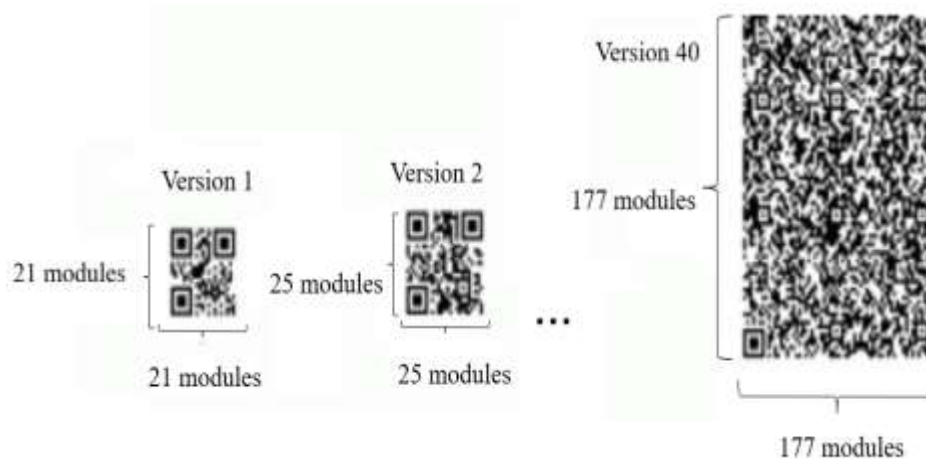 Version 1
21 modules
21 modules
Version 2
25 modules
25 modules
...
Version 40
177 modules
177 modules